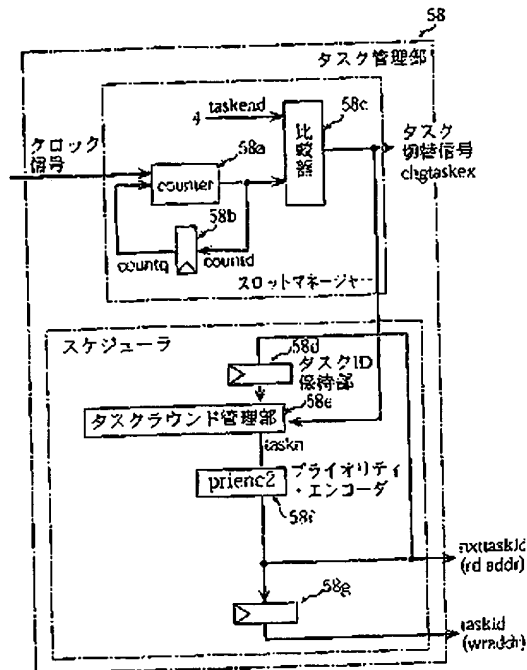 58
タスク管理部
taskend
4
58c
比較器
クロック
信号
58a
counter
58b
countq
countd
スロットマネージャー
タスク
切替信号
chgtaskex
スケジューラ
58d
タスクID
保持部
58e
タスクラウンド管理部
taskn
prienc2
プライオリティ
・エンコーダ
58f
nxttaskid
(rd addr)
58g
taskid
(wraddr)